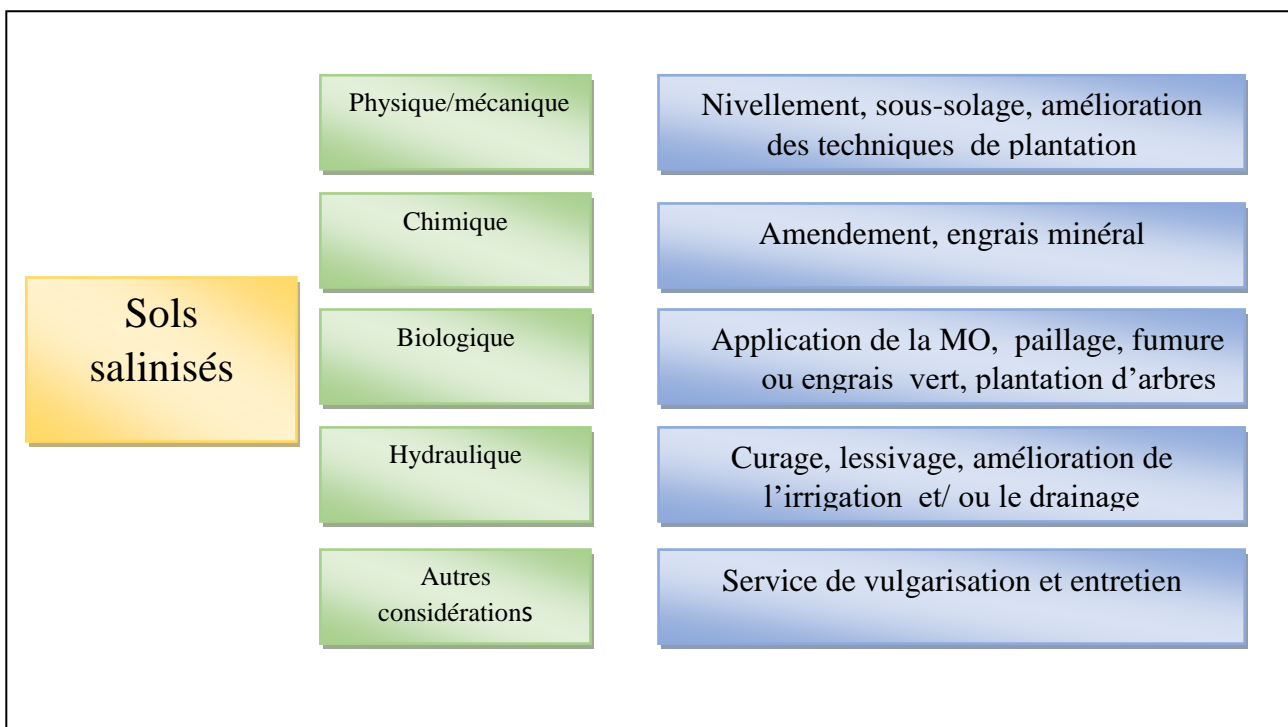 Sols
salinisés
Physique/mécanique
Nivellement, sous-solage, amélioration
des techniques de plantation
Chimique
Amendement, engrais minéral
Biologique
Application de la MO, paillage, fumure
ou engrais vert, plantation d’arbres
Hydraulique
Curage, lessivage, amélioration de
l’irrigation et/ ou le drainage
Autres
considérations
Service de vulgarisation et entretien